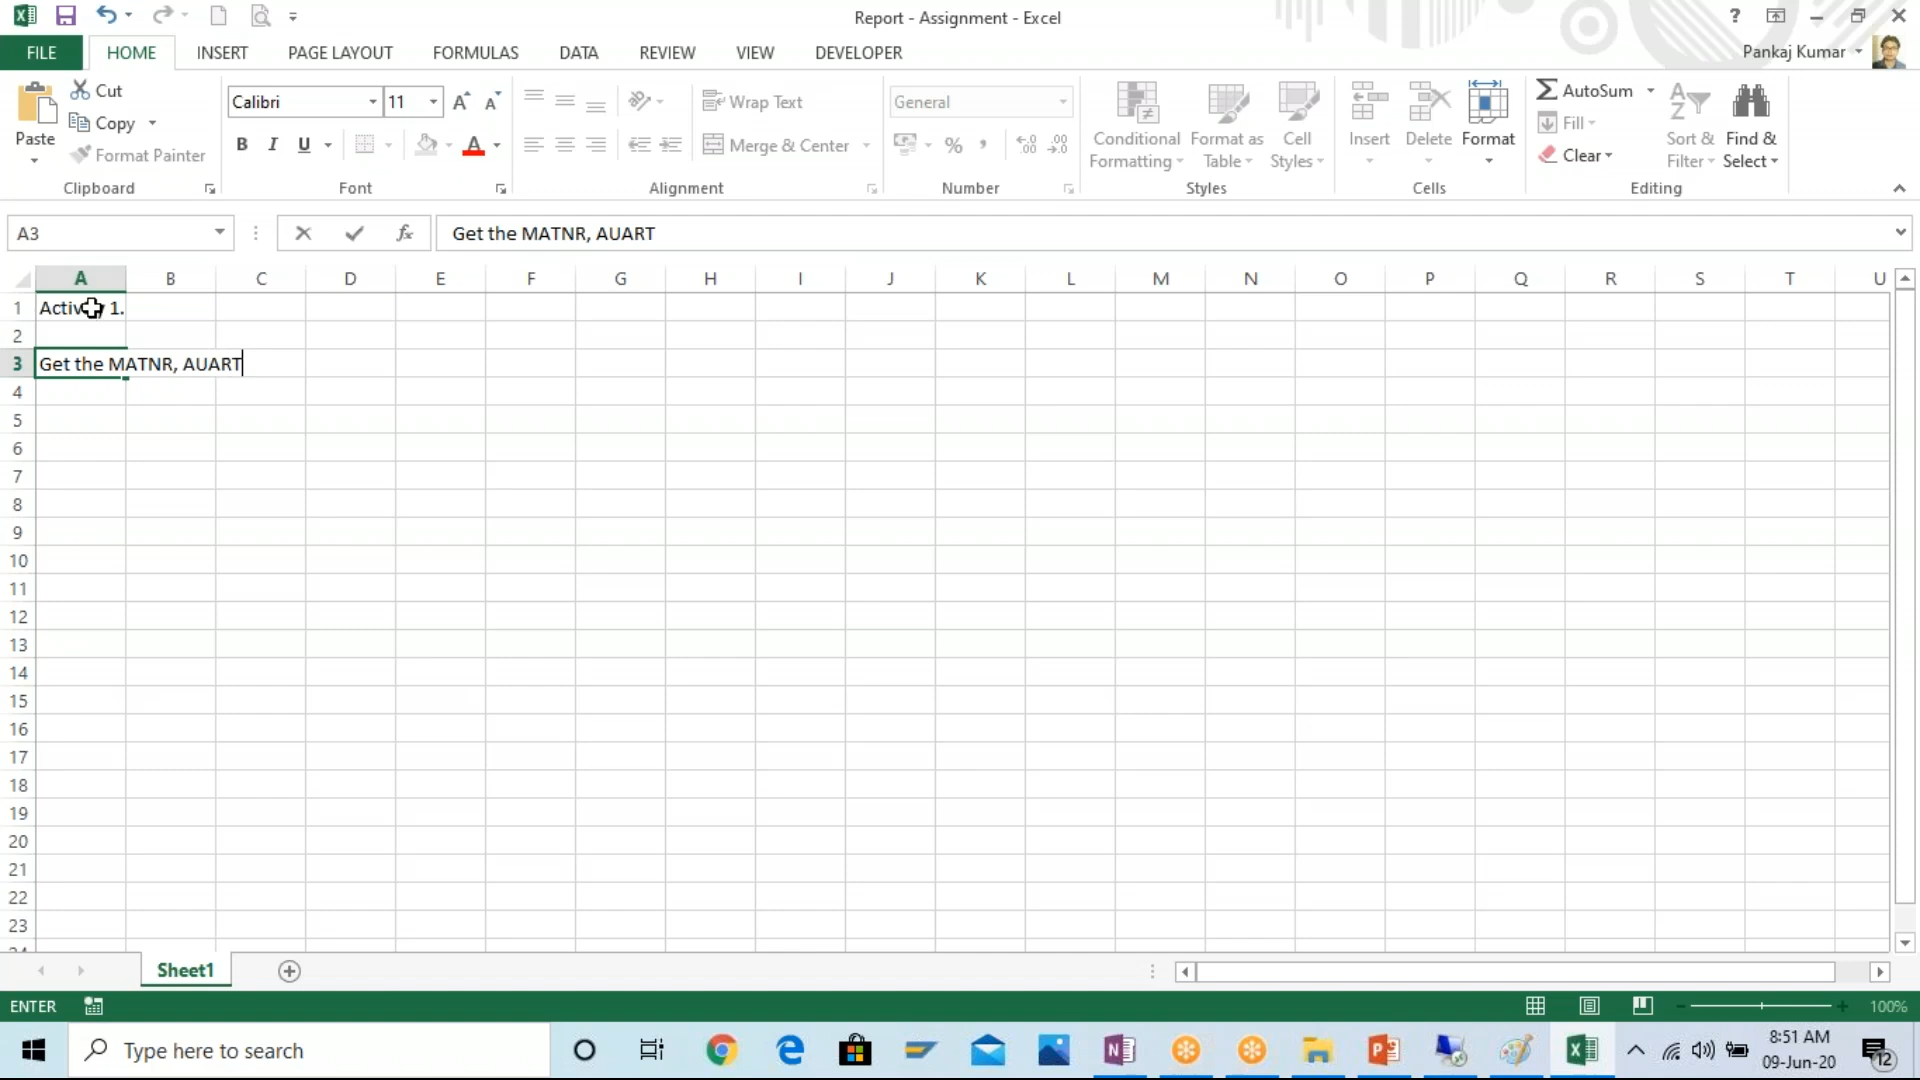 Report - Assignment - Excel
?
FILE HOME INSERT PAGE LAYOUT FORMULAS DATA REVIEW VIEW DEVELOPER
Pankaj Kumar
Paste
Cut
Copy
Format Painter
Clipboard
Calibri 11
B I U
Font
Wrap Text
Merge & Center
Alignment
General
%
Number
Conditional Formatting
Format as Table
Cell Styles
Styles
Insert
Delete
Format
Cells
AutoSum
Fill
Clear
Sort & Filter
Find & Select
Editing
A3
fx
Get the MATNR, AUART
A B C D E F G H I J K L M N O P Q R S T U
1 1.
2
3 Get the MATNR, AUART
4
5
6
7
8
9
10
11
12
13
14
15
16
17
18
19
20
21
22
23
Sheet1
ENTER
100%
Type here to search
8:51 AM
09-Jun-20
12